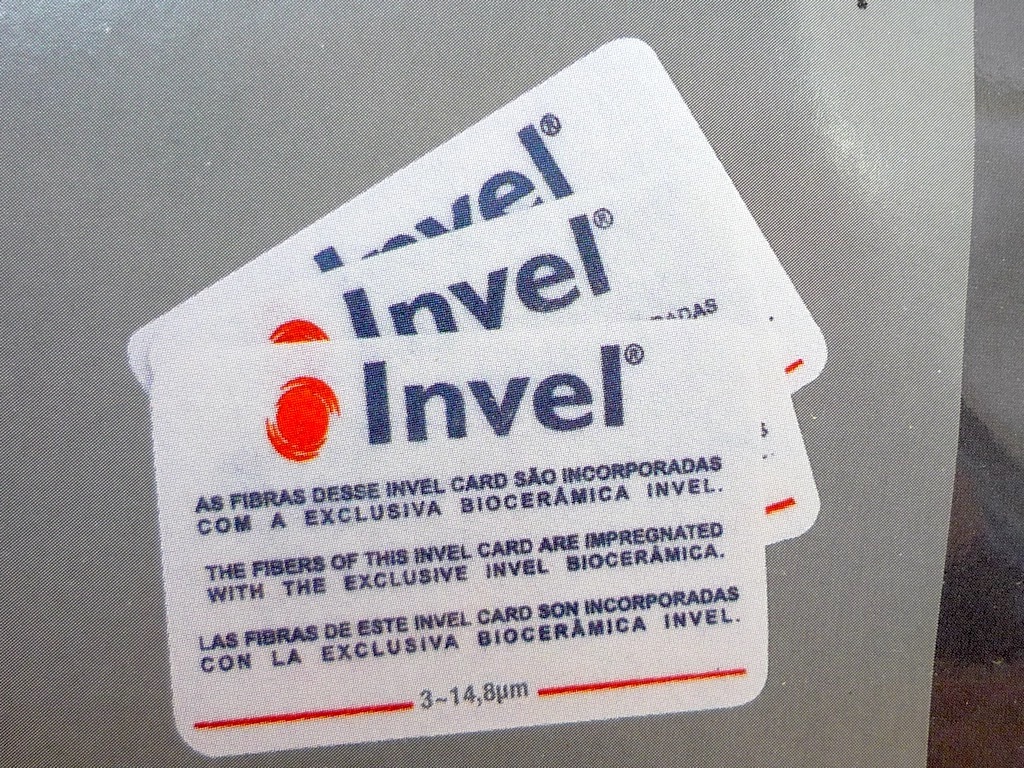 Invel®
Invel®
ADAS
Invel®
AS FIBRAS DESSE INVEL CARD SÃO INCORPORADAS
COM A EXCLUSIVA BIOCERÂMICA INVEL.
THE FIBERS OF THIS INVEL CARD ARE IMPREGNATED
WITH THE EXCLUSIVE INVEL BIOCERÂMICA.
LAS FIBRAS DE ESTE INVEL CARD SON INCORPORADAS
CON LA EXCLUSIVA BIOCERÂMICA INVEL.
3~14,8µm